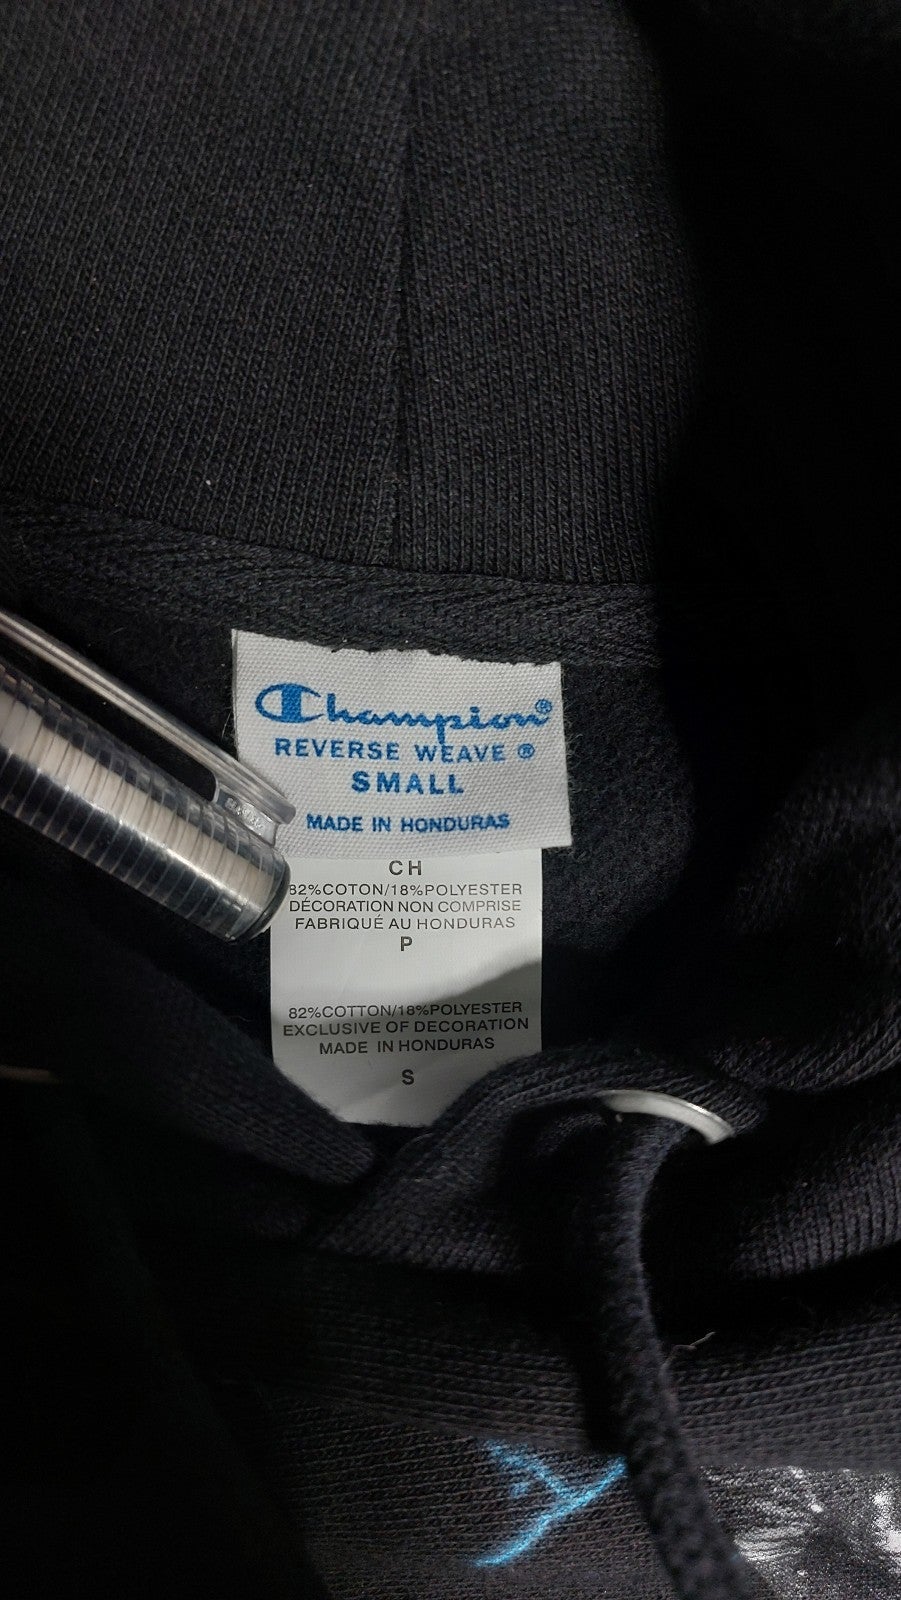 Champion®
REVERSE WEAVE ®
SMALL
MADE IN HONDURAS
CH
82%COTON/18%POLYESTER
DÉCORATION NON COMPRISE
FABRIQUÉ AU HONDURAS
P
82%COTTON/18%POLYESTER
EXCLUSIVE OF DECORATION
MADE IN HONDURAS
S